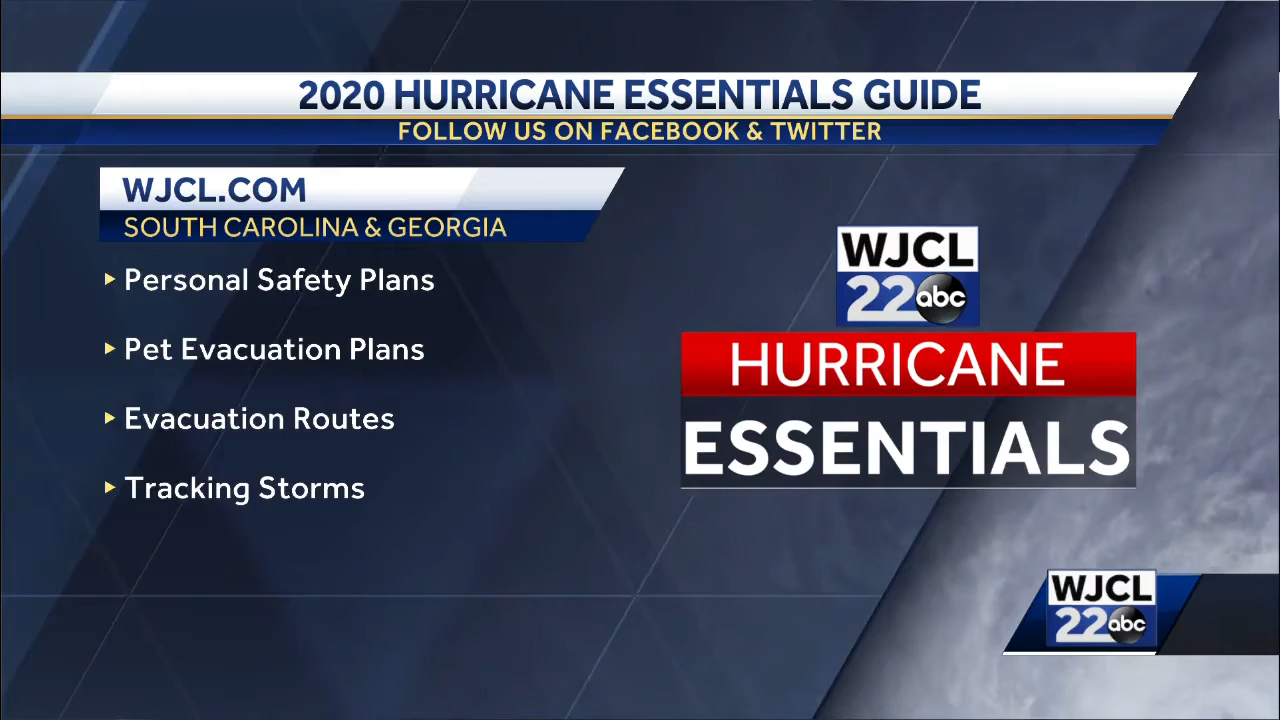 2020 HURRICANE ESSENTIALS GUIDE
FOLLOW US ON FACEBOOK & TWITTER
WJCL.COM
SOUTH CAROLINA & GEORGIA
Personal Safety Plans
Pet Evacuation Plans
Evacuation Routes
Tracking Storms
WJCL
22 abc
HURRICANE
ESSENTIALS
WJCL
22 abc